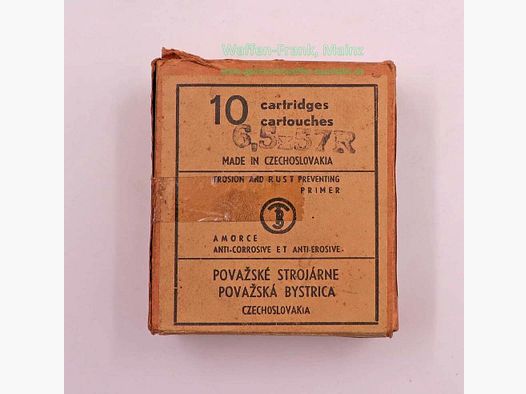 Waffen-Frank, Mainz
10 cartridges
cartouches
6,5x57R
MADE IN CZECHOSLOVAKIA
EROSION AND RUST PREVENTING
PRIMER
AMORCE
ANTI-CORROSIVE ET ANTI-EROSIVE
POVAŽSKÉ STROJÁRNE
POVAŽSKÁ BYSTRICA
CZECHOSLOVAKIA